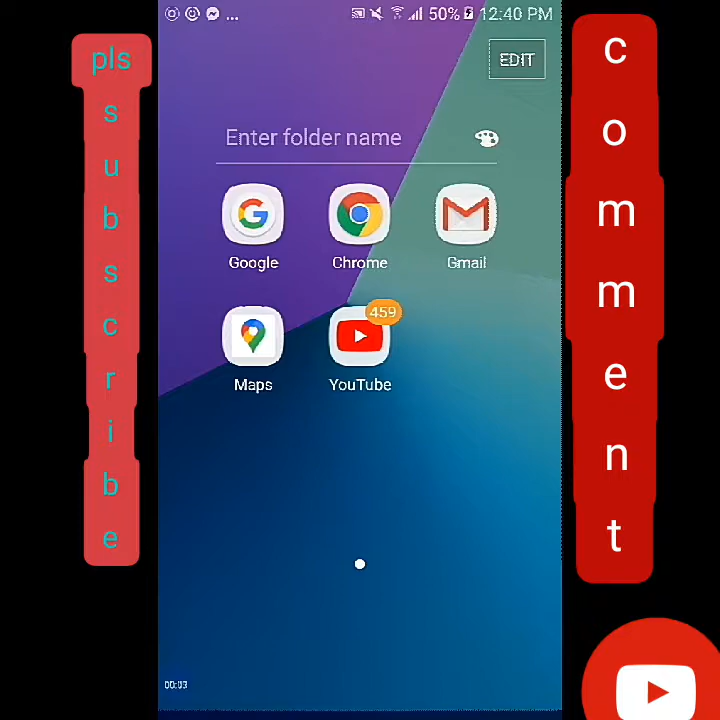 pls
s
u
b
s
c
r
i
b
e
... 50% 12:40 PM
EDIT
Enter folder name
Google Chrome Gmail
459
Maps YouTube
00:03
c
o
m
m
e
n
t